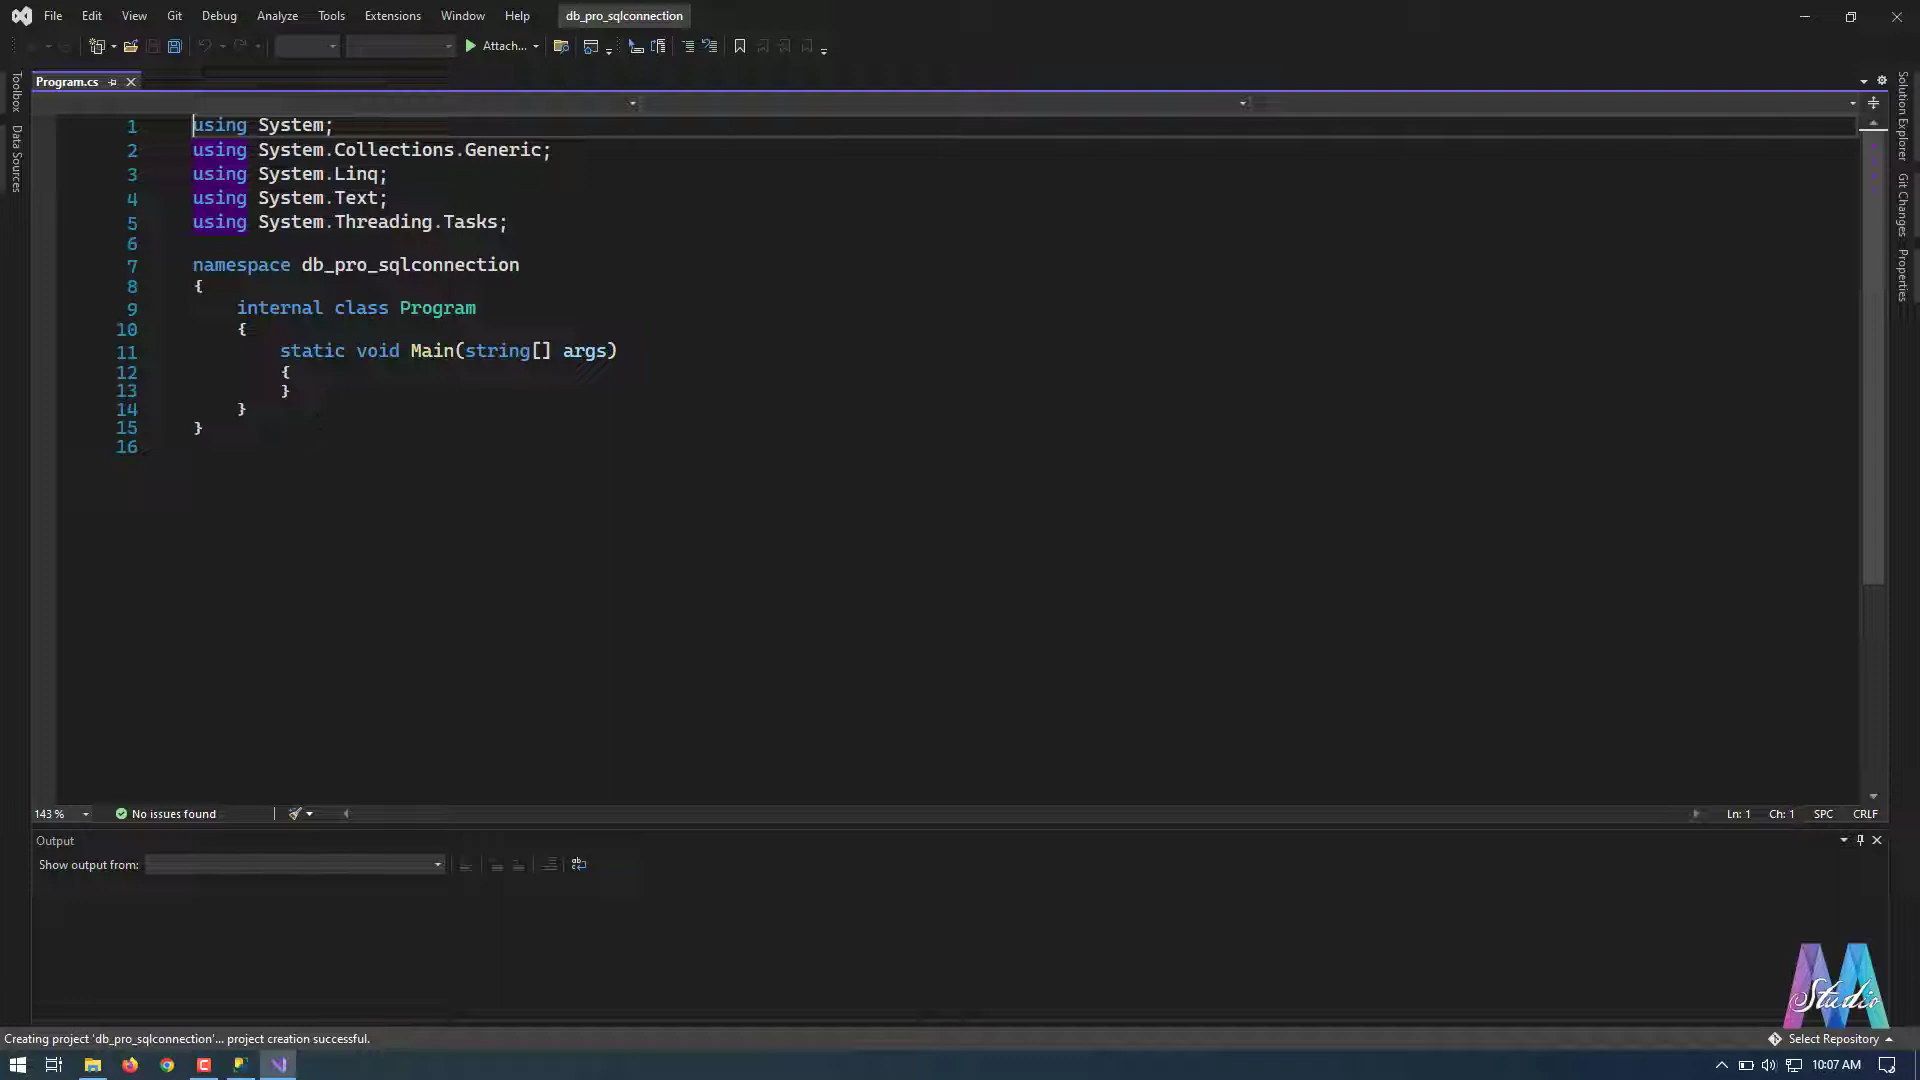 File Edit View Git Debug Analyze Tools Extensions Window Help db_pro_sqlconnection
Attach...
Program.cs
Toolbox
Data Sources
Solution Explorer
Git Changes
Properties
1 using System;
2 using System.Collections.Generic;
3 using System.Linq;
4 using System.Text;
5 using System.Threading.Tasks;
6
7 namespace db_pro_sqlconnection
8 {
9 internal class Program
10 {
11 static void Main(string[] args)
12 {
13 }
14 }
15 }
16
143 % No issues found Ln: 1 Ch: 1 SPC CRLF
Output
Show output from:
Studio
Creating project 'db_pro_sqlconnection'... project creation successful. Select Repository
10:07 AM